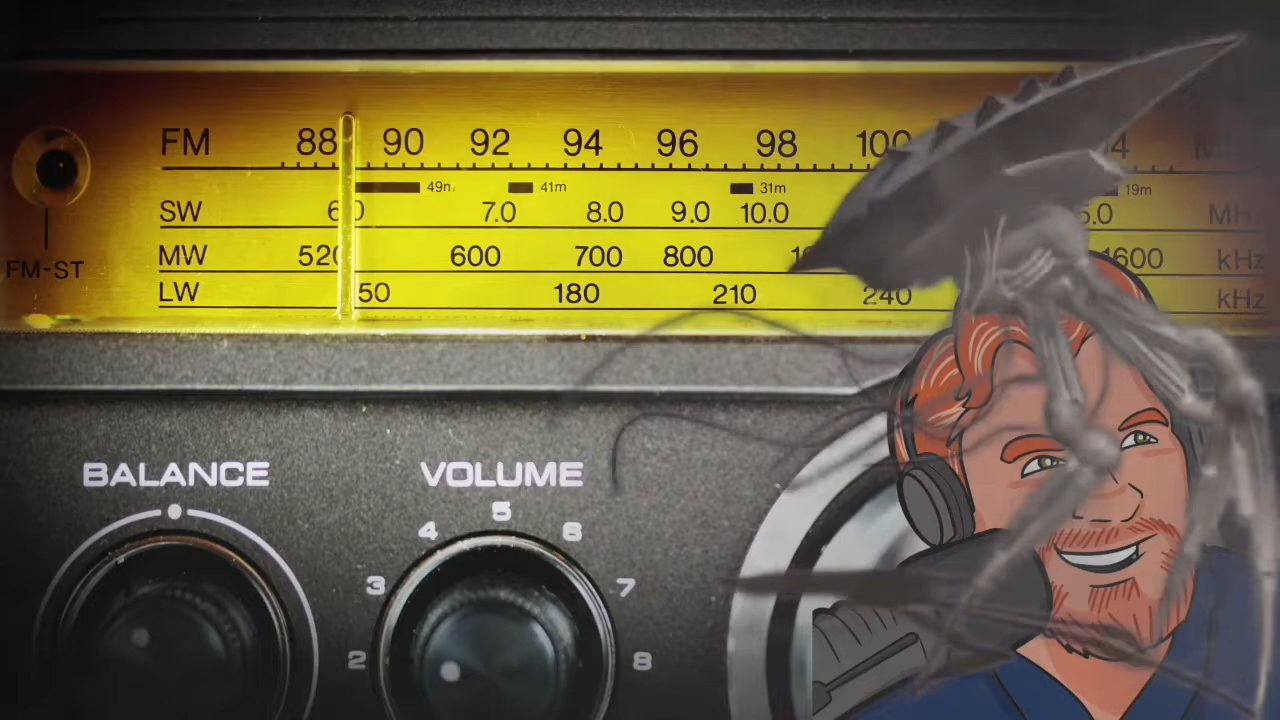 FM 88 90 92 94 96 98 100
49m 41m 31m 19m
SW 7.0 8.0 9.0 10.0 MHz
MW 600 700 800 1600 kHz
FM-ST
LW 180 210 240 kHz
BALANCE VOLUME
5
4 6
3 7
2 8